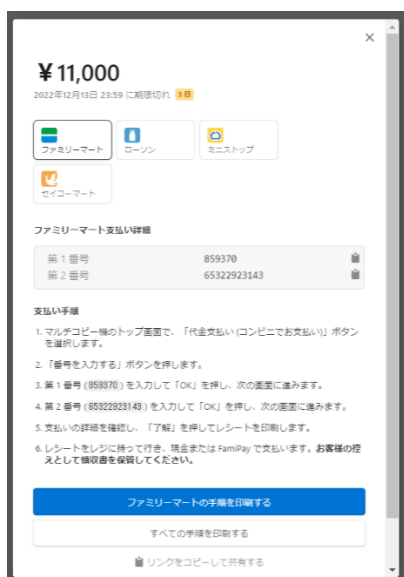 ¥11,000
2022年12月13日 23:59 に期限切れ 3 日
ファミリーマート
ローソン
ミニストップ
セイコーマート
ファミリーマート支払い詳細
第 1 番号 859370
第 2 番号 65322923143
支払い手順
1. マルチコピー機のトップ画面で、「代金支払い (コンビニでお支払い)」ボタン
を選択します。
2. 「番号を入力する」ボタンを押します。
3. 第 1 番号 (859370) を入力して「OK」を押し、次の画面に進みます。
4. 第 2 番号 (65322923143) を入力して「OK」を押し、次の画面に進みます。
5. 支払いの詳細を確認し、「了解」を押してレシートを印刷します。
6. レシートをレジに持って行き、現金または FamiPay で支払います。お客様の控
えとして領収書を保管してください。
ファミリーマートの手順を印刷する
すべての手順を印刷する
リンクをコピーして共有する